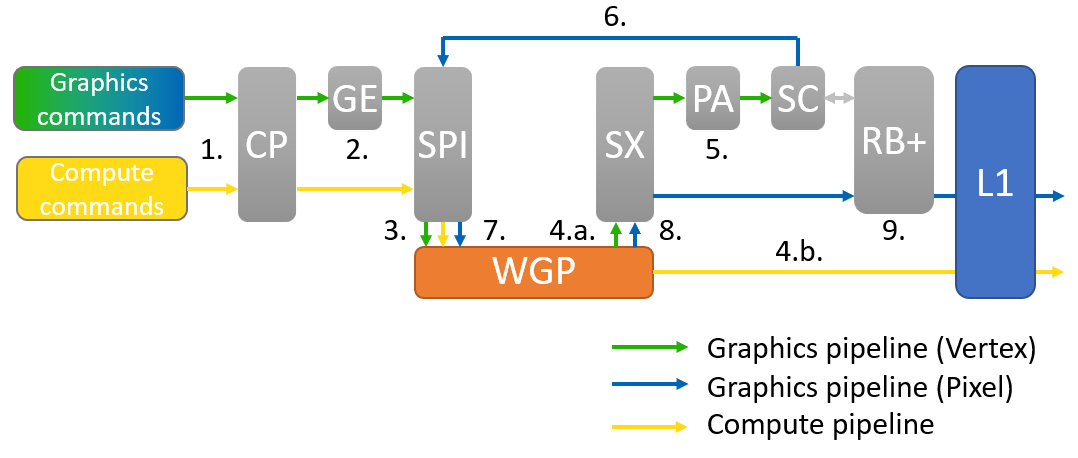 6.
Graphics
commands
CP
GE
SPI
SX
PA
SC
RB+
L1
1.
2.
5.
Compute
commands
3.
7.
4.a.
8.
9.
WGP
4.b.
Graphics pipeline (Vertex)
Graphics pipeline (Pixel)
Compute pipeline